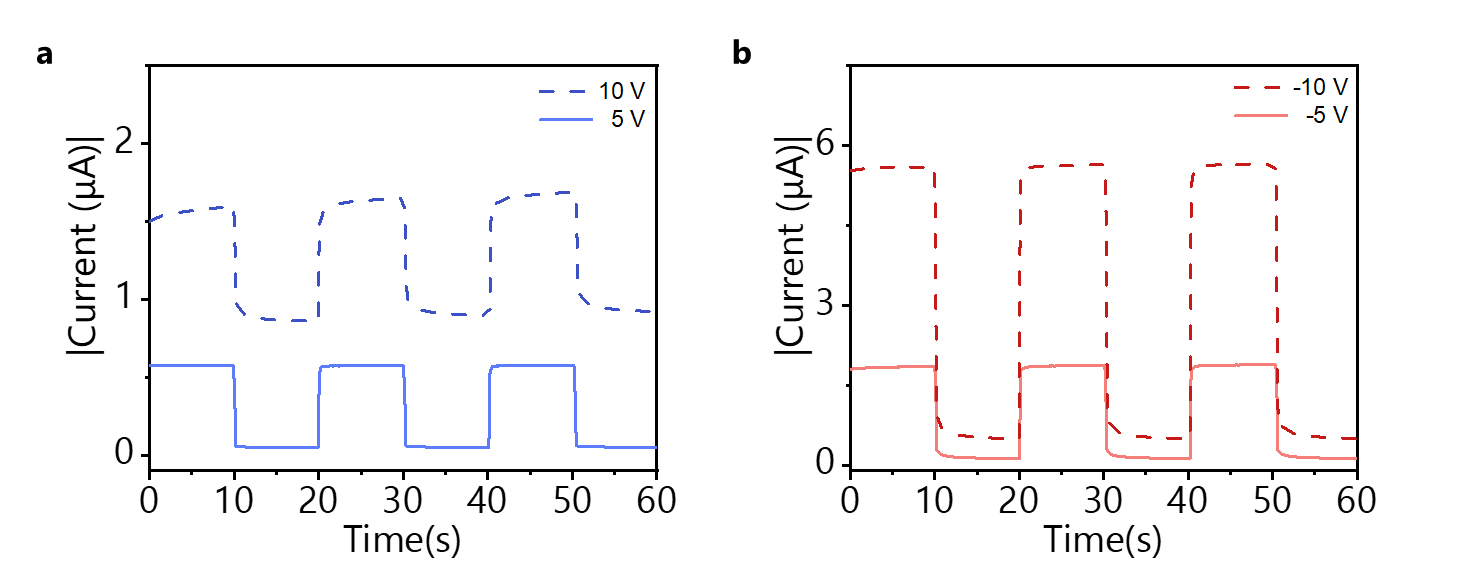 a
10 V
5 V
|Current (μA)|
2
1
0
0 10 20 30 40 50 60
Time(s)
b
-10 V
-5 V
|Current (μA)|
6
3
0
0 10 20 30 40 50 60
Time(s)